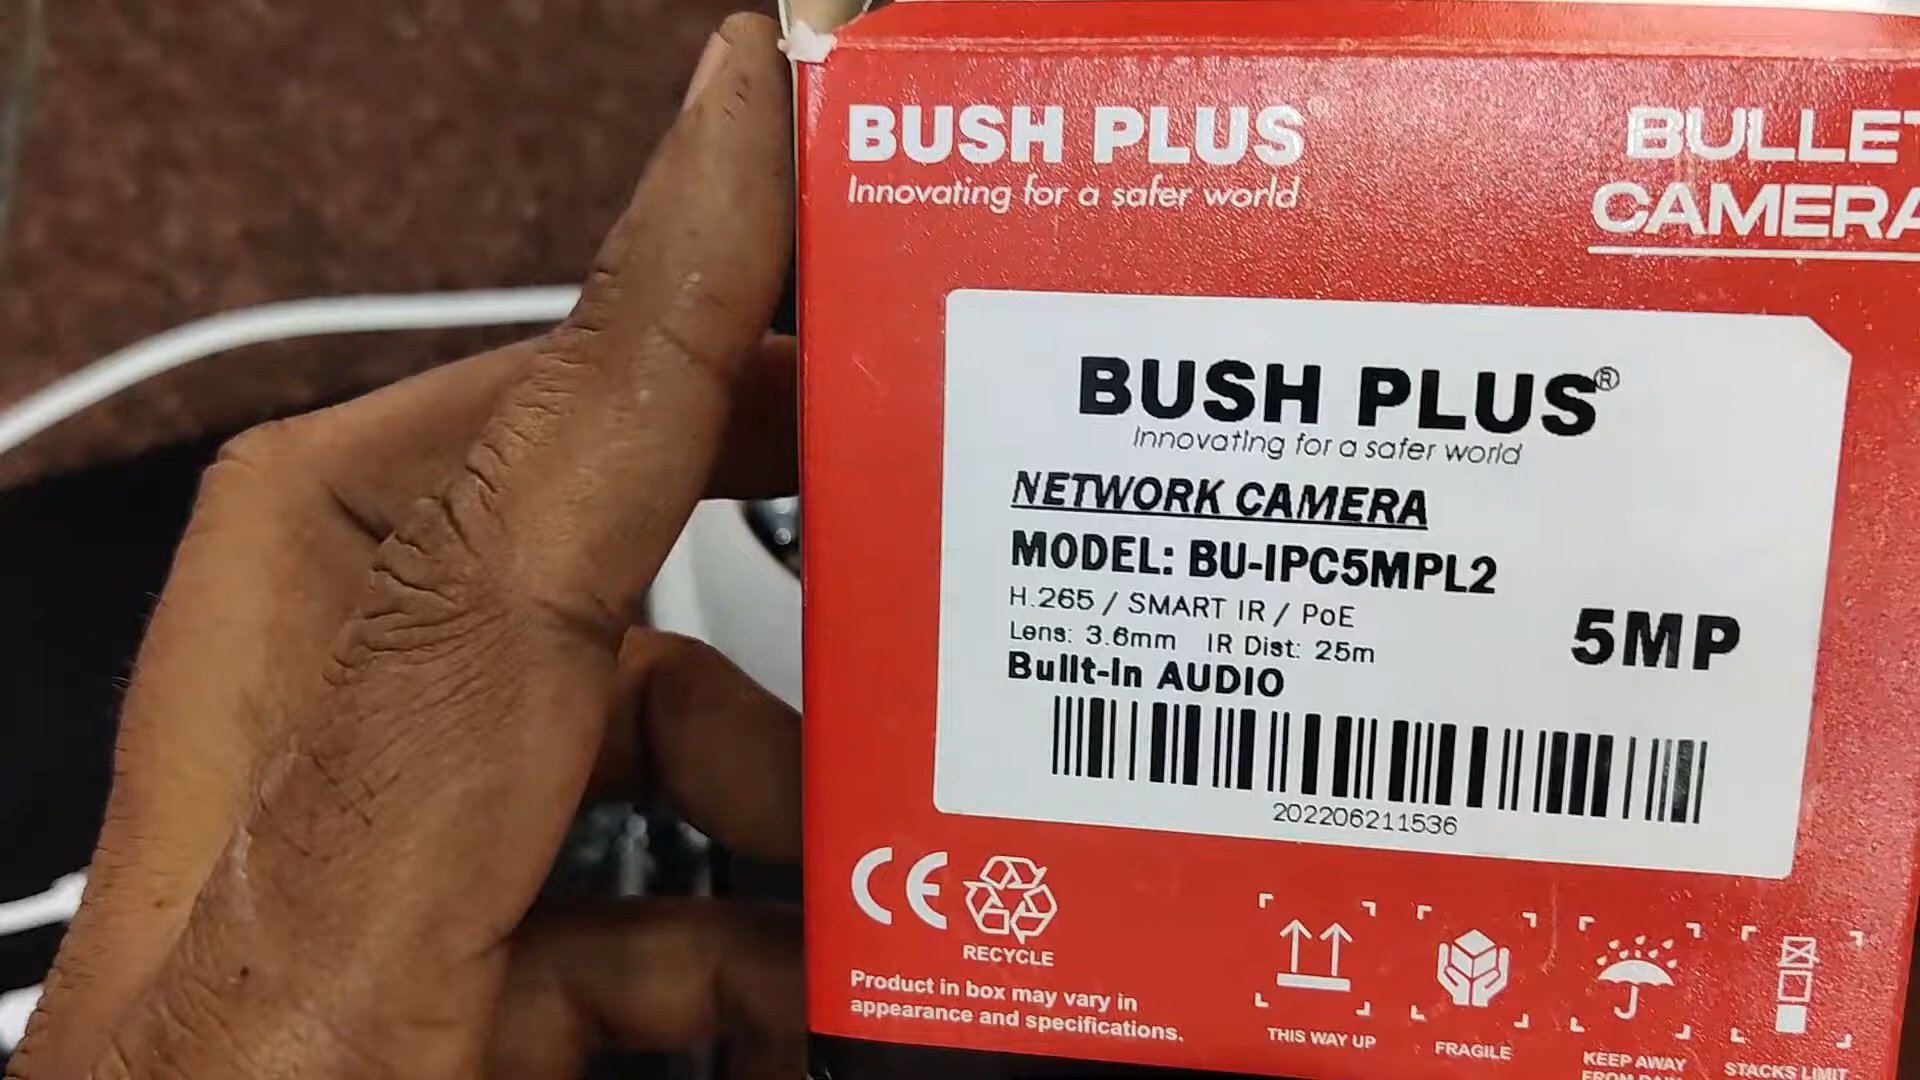 BUSH PLUS
Innovating for a safer world
BULLET
CAMERA
BUSH PLUS®
Innovating for a safer world
NETWORK CAMERA
MODEL: BU-IPC5MPL2
H.265 / SMART IR / PoE
Lens: 3.6mm IR Dist: 25m
5MP
Built-In AUDIO
202206211536
CE
RECYCLE
Product in box may vary in
appearance and specifications.
THIS WAY UP
FRAGILE
KEEP AWAY
FROM RAIN
STACKS LIMIT